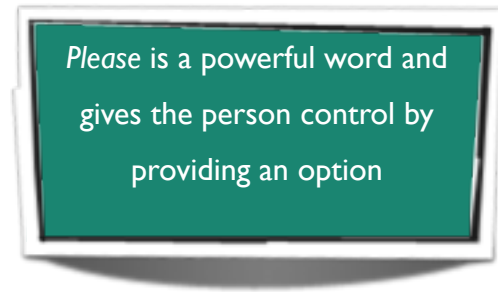 Please is a powerful word and
gives the person control by
providing an option